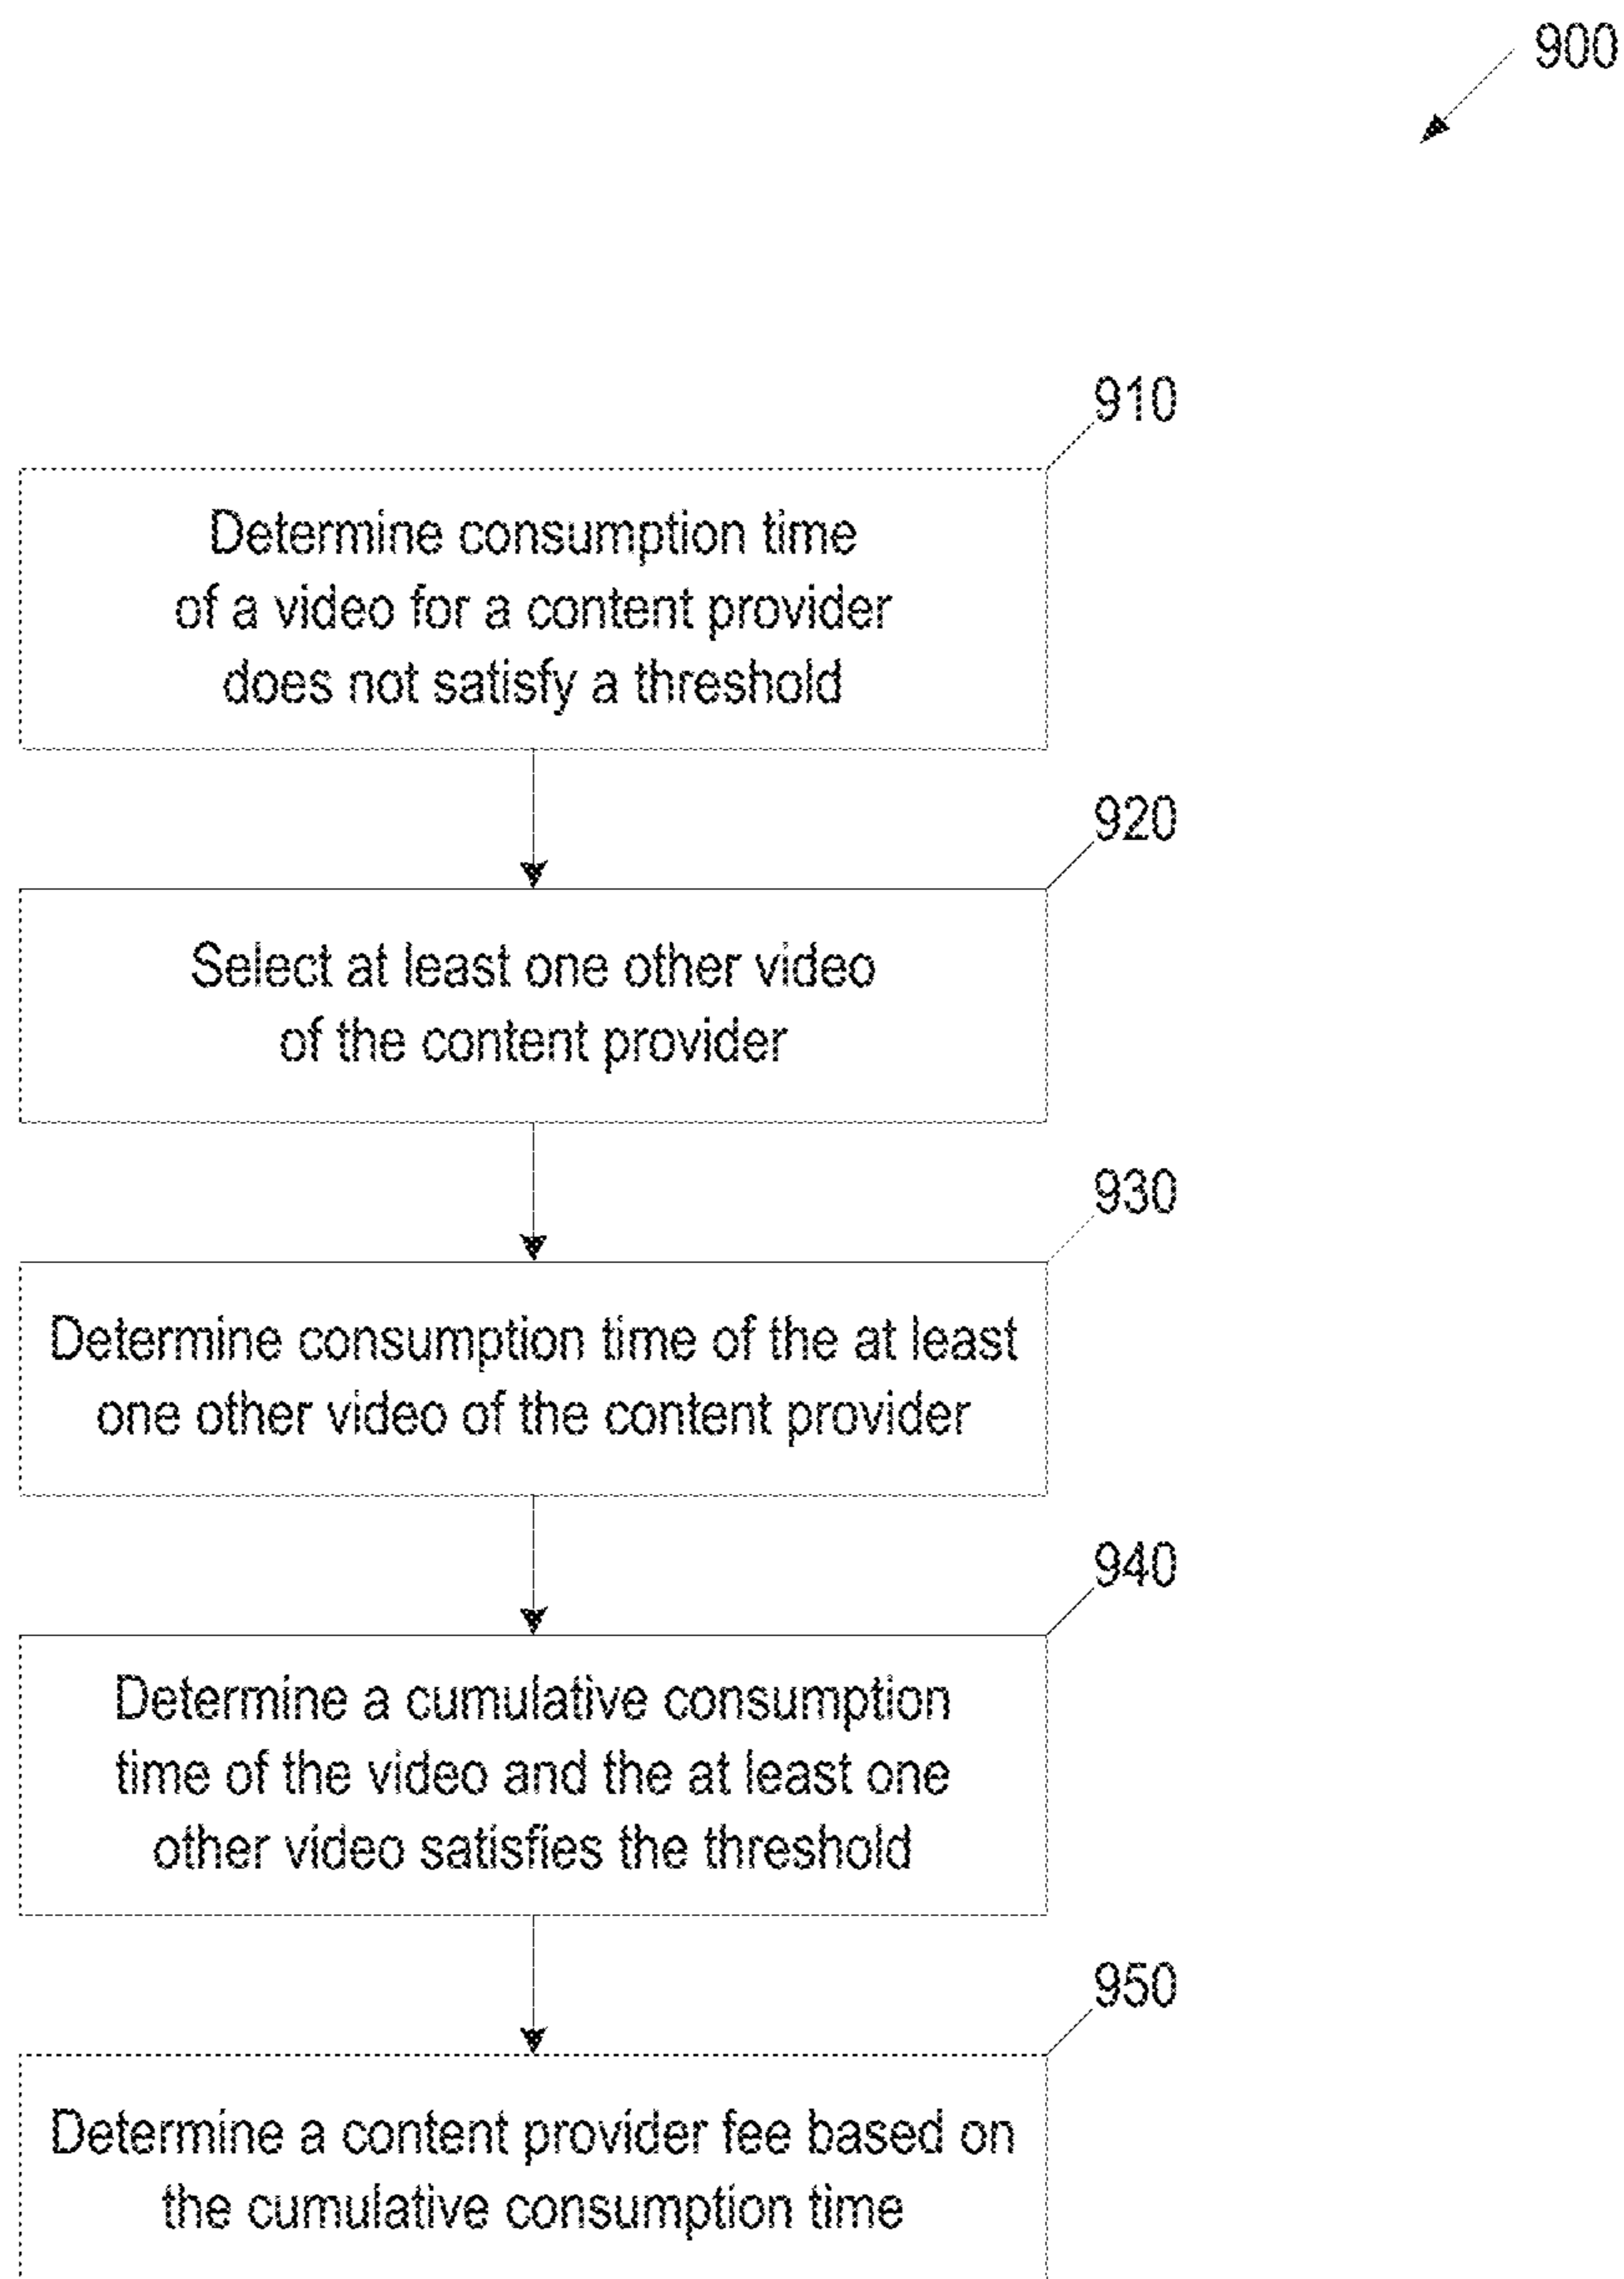 900
910
Determine consumption time
of a video for a content provider
does not satisfy a threshold
920
Select at least one other video
of the content provider
930
Determine consumption time of the at least
one other video of the content provider
940
Determine a cumulative consumption
time of the video and the at least one
other video satisfies the threshold
950
Determine a content provider fee based on
the cumulative consumption time